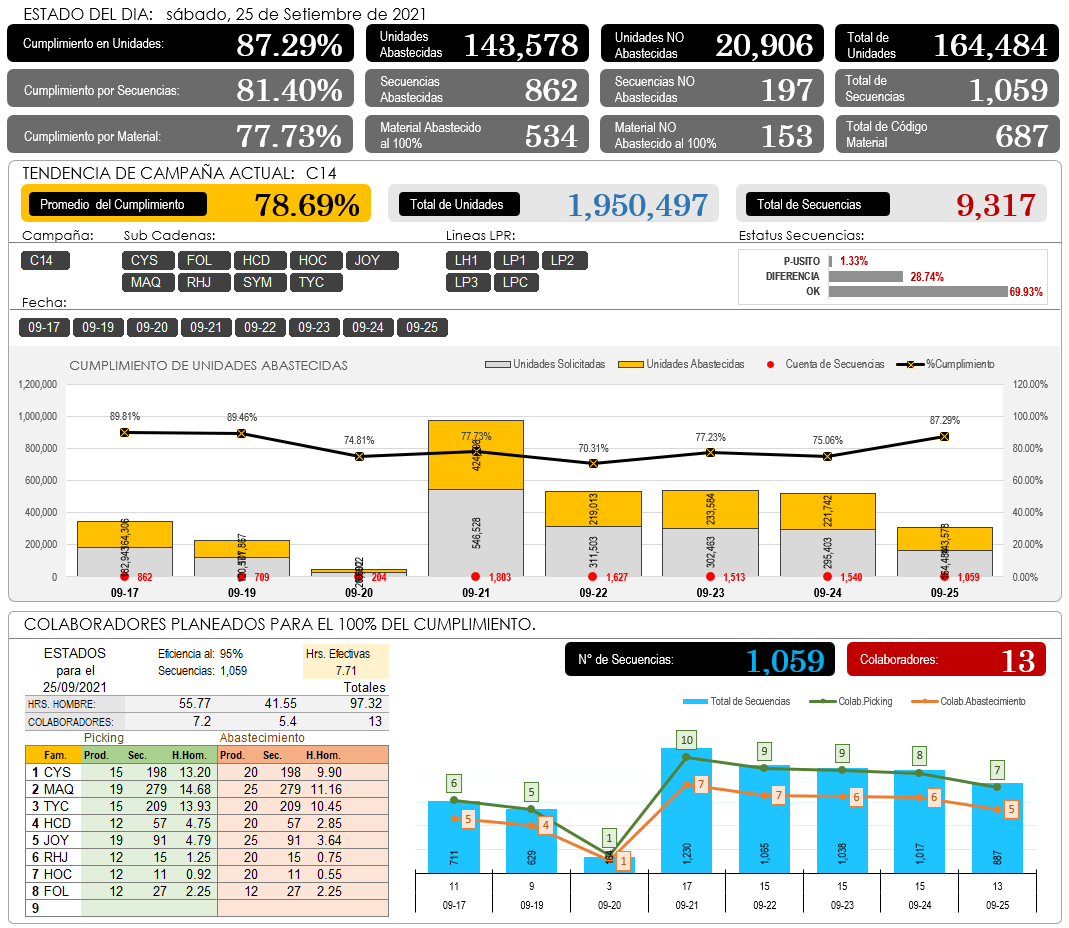 ESTADO DEL DIA: sábado, 25 de Setiembre de 2021
Cumplimiento en Unidades: 87.29% Unidades Abastecidas 143,578 Unidades NO Abastecidas 20,906 Total de Unidades 164,484
Cumplimiento por Secuencias: 81.40% Secuencias Abastecidas 862 Secuencias NO Abastecidas 197 Total de Secuencias 1,059
Cumplimiento por Material: 77.73% Material Abastecido al 100% 534 Material NO Abastecido al 100% 153 Total de Código Material 687
TENDENCIA DE CAMPAÑA ACTUAL: C14
Promedio del Cumplimiento 78.69% Total de Unidades 1,950,497 Total de Secuencias 9,317
Campaña: Sub Cadenas: Lineas LPR: Estatus Secuencias:
C14 CYS FOL HCD HOC JOY LH1 LP1 LP2
MAQ RHJ SYM TYC LP3 LPC
P-USITO 1.33%
DIFERENCIA 28.74%
OK 69.93%
Fecha:
09-17 09-19 09-20 09-21 09-22 09-23 09-24 09-25
CUMPLIMIENTO DE UNIDADES ABASTECIDAS
Unidades Solicitadas Unidades Abastecidas Cuenta de Secuencias %Cumplimiento
1,200,000 120.00%
1,000,000 100.00%
800,000 80.00%
600,000 60.00%
400,000 40.00%
200,000 20.00%
0 0.00%
89.81% 89.46% 74.81% 77.73% 70.31% 77.23% 75.06% 87.29%
219,013 233,584 221,742
546,528 311,503 302,463 295,403
862 709 204 1,803 1,627 1,513 1,540 1,059
09-17 09-19 09-20 09-21 09-22 09-23 09-24 09-25
COLABORADORES PLANEADOS PARA EL 100% DEL CUMPLIMIENTO.
ESTADOS para el 25/09/2021
Eficiencia al: 95%
Secuencias: 1,059
Hrs. Efectivas
7.71
Totales
HRS. HOMBRE: 55.77 41.55 97.32
COLABORADORES: 7.2 5.4 13
Picking Abastecimiento
Fam. Prod. Sec. H.Hom. Prod. Sec. H.Hom.
1 CYS 15 198 13.20 20 198 9.90
2 MAQ 19 279 14.68 25 279 11.16
3 TYC 15 209 13.93 20 209 10.45
4 HCD 12 57 4.75 20 57 2.85
5 JOY 19 91 4.79 25 91 3.64
6 RHJ 12 15 1.25 20 15 0.75
7 HOC 12 11 0.92 20 11 0.55
8 FOL 12 27 2.25 12 27 2.25
9
N° de Secuencias: 1,059 Colaboradores: 13
Total de Secuencias Colab.Picking Colab.Abastecimiento
6 5 1 10 9 9 8 7
5 4 1 7 7 6 6 5
711 629 1,230 1,065 1,038 1,017 887
11 9 3 17 15 15 15 13
09-17 09-19 09-20 09-21 09-22 09-23 09-24 09-25